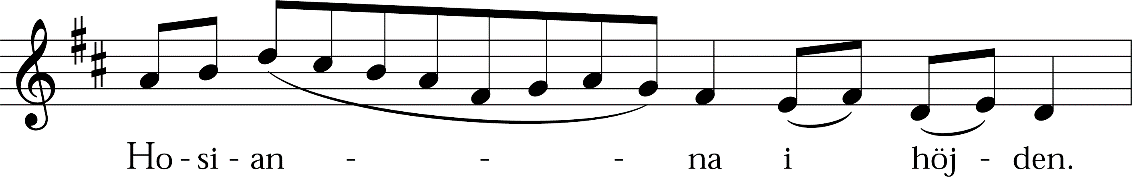 Ho - si - an - - - na i höj - den.